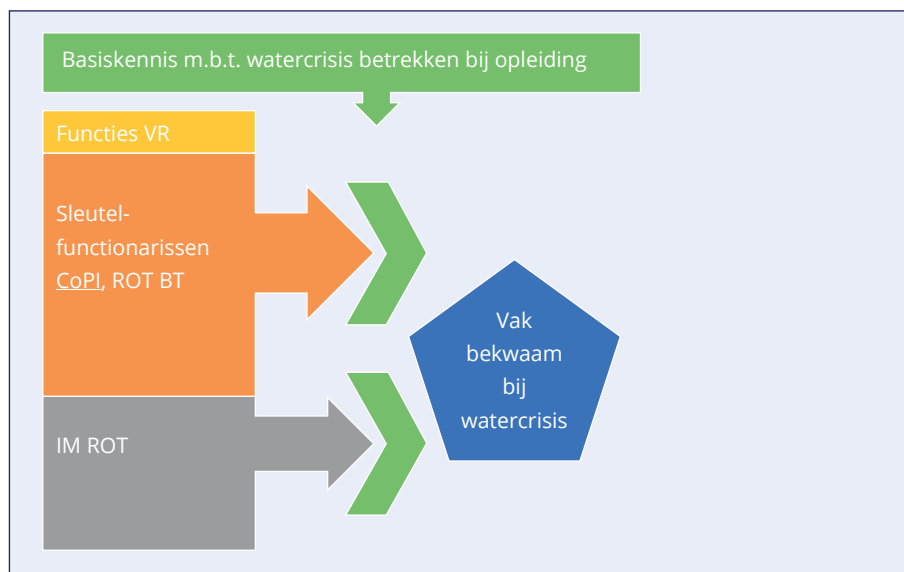 Basiskennis m.b.t. watercrisis betrekken bij opleiding
Functies VR
Sleutel-
functionarissen
CoPI, ROT BT
IM ROT
Vak
bekwaam
bij
watercrisis